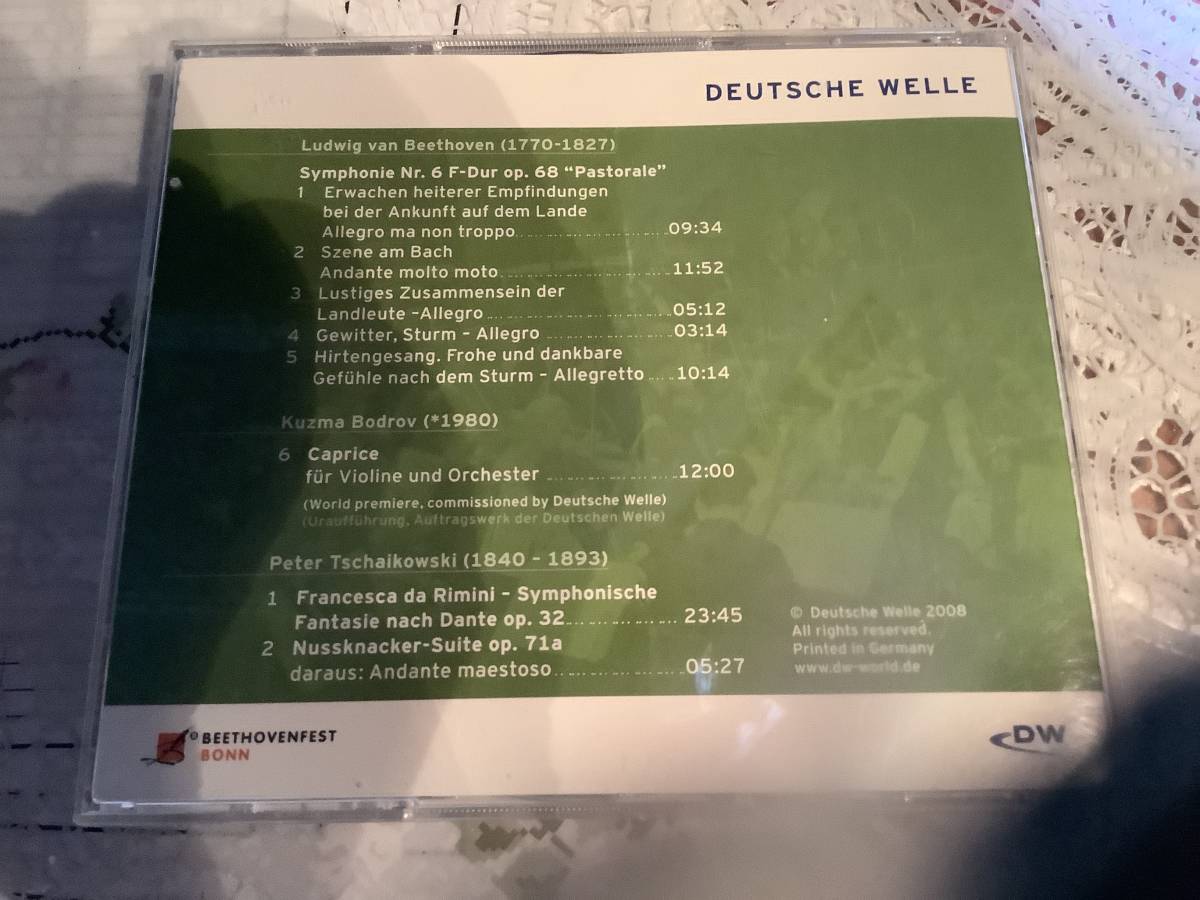 DEUTSCHE WELLE
Ludwig van Beethoven (1770-1827)
Symphonie Nr. 6 F-Dur op. 68 “Pastorale”
1 Erwachen heiterer Empfindungen
bei der Ankunft auf dem Lande
Allegro ma non troppo 09:34
2 Szene am Bach
Andante molto moto 11:52
3 Lustiges Zusammensein der
Landleute -Allegro 05:12
4 Gewitter, Sturm - Allegro 03:14
5 Hirtengesang. Frohe und dankbare
Gefühle nach dem Sturm - Allegretto 10:14
Kuzma Bodrov (*1980)
6 Caprice
für Violine und Orchester 12:00
(World premiere, commissioned by Deutsche Welle)
(Uraufführung, Auftragswerk der Deutschen Welle)
Peter Tschaikowski (1840 - 1893)
1 Francesca da Rimini - Symphonische
Fantasie nach Dante op. 32 23:45
2 Nussknacker-Suite op. 71a
daraus: Andante maestoso 05:27
© Deutsche Welle 2008
All rights reserved.
Printed in Germany
www.dw-world.de
BEETHOVENFEST
BONN
DW